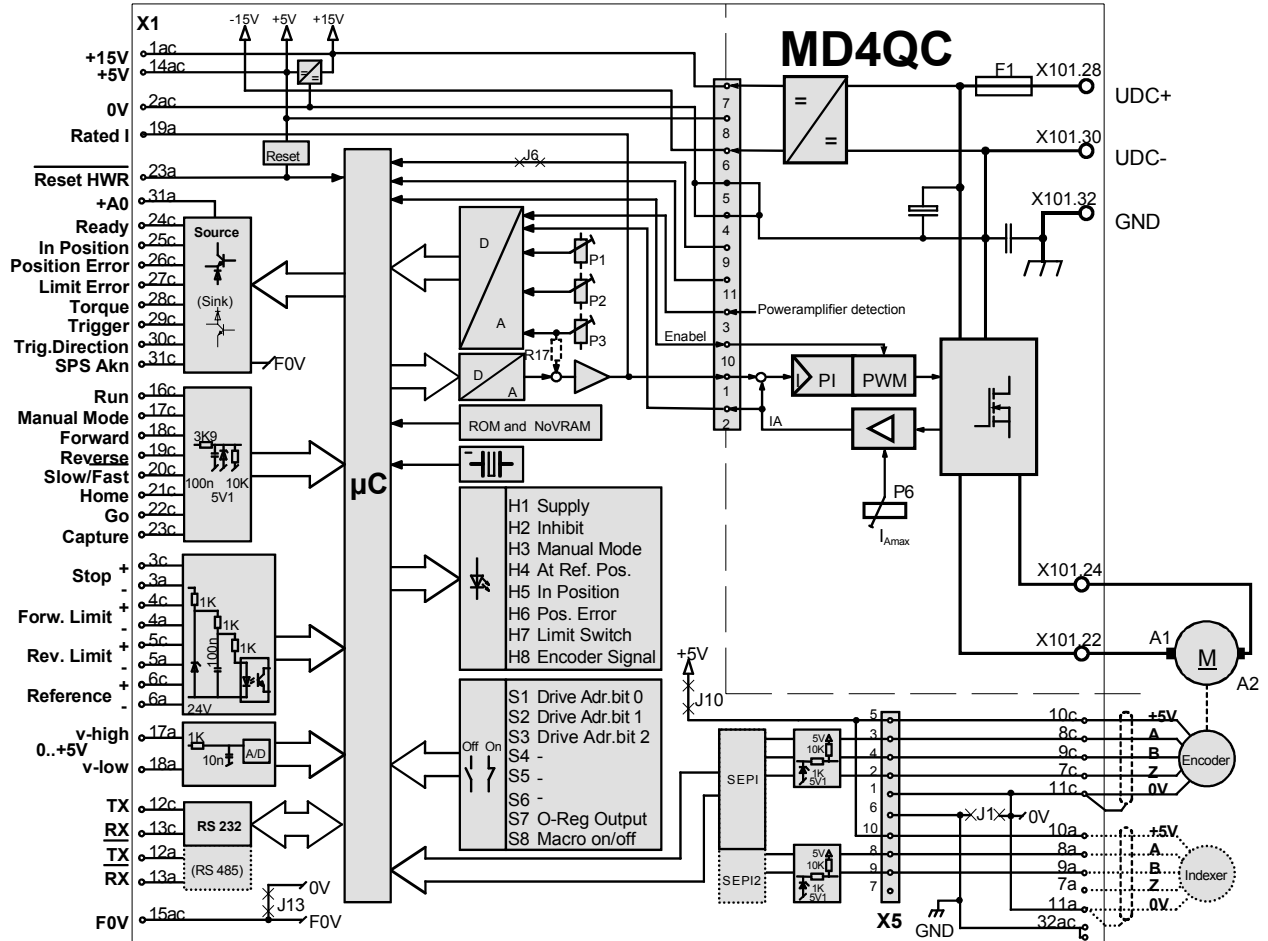 X1
-15V +5V +15V
MD4QC
+15V 1ac
+5V 14ac
0V 2ac
Rated I 19a
Reset
Reset HWR 23a
+A0 31a
Ready 24c
In Position 25c
Position Error 26c
Limit Error 27c
Torque 28c
Trigger 29c
Trig.Direction 30c
SPS Akn 31c
Source
(Sink)
F0V
Run 16c
Manual Mode 17c
Forward 18c
Reverse 19c
Slow/Fast 20c
Home 21c
Go 22c
Capture 23c
3K9
100n 10K
5V1
Stop + 3c
- 3a
Forw. Limit + 4c
- 4a
Rev. Limit + 5c
- 5a
Reference + 6c
- 6a
1K
1K
1K
100n
24V
v-high 17a
0..+5V
v-low 18a
1K
10n
A/D
TX 12c
RX 13c
TX 12a
RX 13a
RS 232
(RS 485)
0V
J13
F0V 15ac
F0V
µC
J6
D
A
P1
P2
P3
R17
D
A
ROM and NoVRAM
-
H1 Supply
H2 Inhibit
H3 Manual Mode
H4 At Ref. Pos.
H5 In Position
H6 Pos. Error
H7 Limit Switch
H8 Encoder Signal
Off On
S1 Drive Adr.bit 0
S2 Drive Adr.bit 1
S3 Drive Adr.bit 2
S4 -
S5 -
S6 -
S7 O-Reg Output
S8 Macro on/off
7
8
6
5
4
9
11
3
10
1
2
=
=
=
=
F1
X101.28
UDC+
X101.30
UDC-
X101.32
GND
Poweramplifier detection
Enabel
I PI PWM
IA
P6
IAmax
X101.24
X101.22
A1
M
A2
+5V
J10
SEPI
SEPI2
5V
10K
1K
5V1
5V
10K
1K
5V1
5
3
4
2
1
6
10
8
9
7
X5
J1 0V
GND
10c +5V
8c A
9c B
7c Z
11c 0V
Encoder
10a +5V
8a A
9a B
7a Z
11a 0V
32ac
Indexer